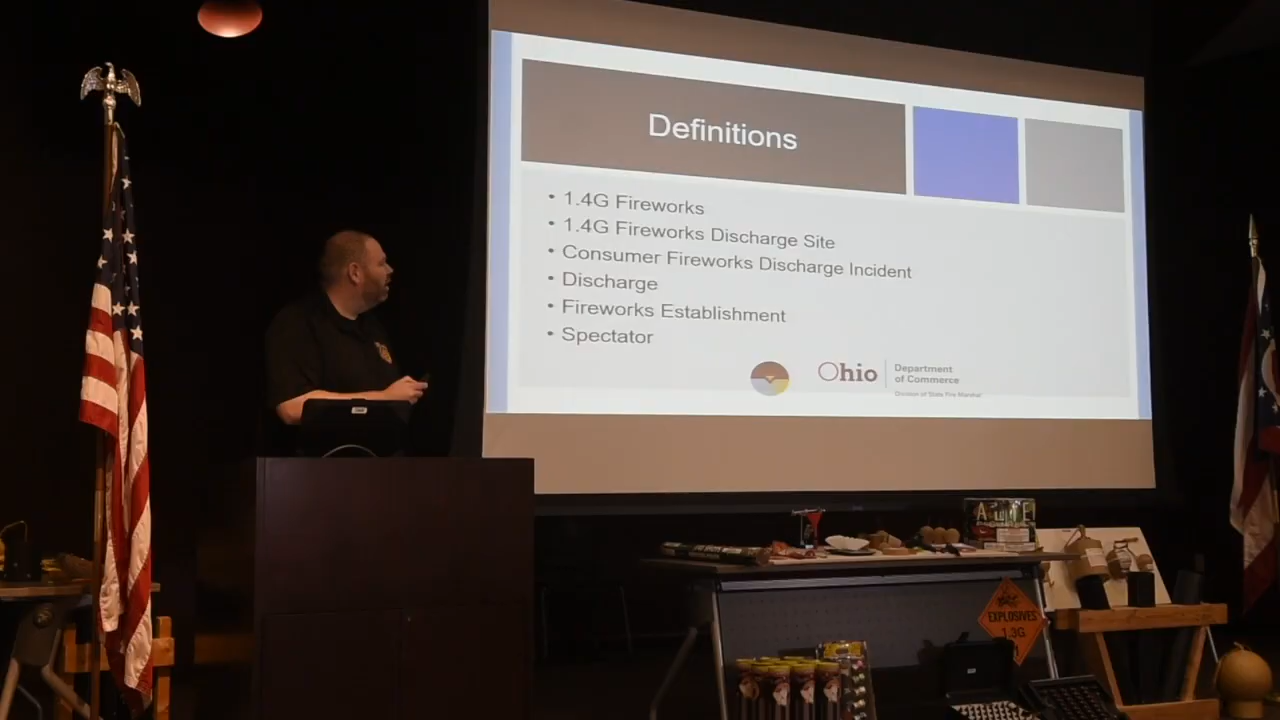 Definitions
• 1.4G Fireworks
• 1.4G Fireworks Discharge Site
• Consumer Fireworks Discharge Incident
• Discharge
• Fireworks Establishment
• Spectator
Ohio
Department
of Commerce
Division of State Fire Marshal
EXPLOSIVES
1.3G